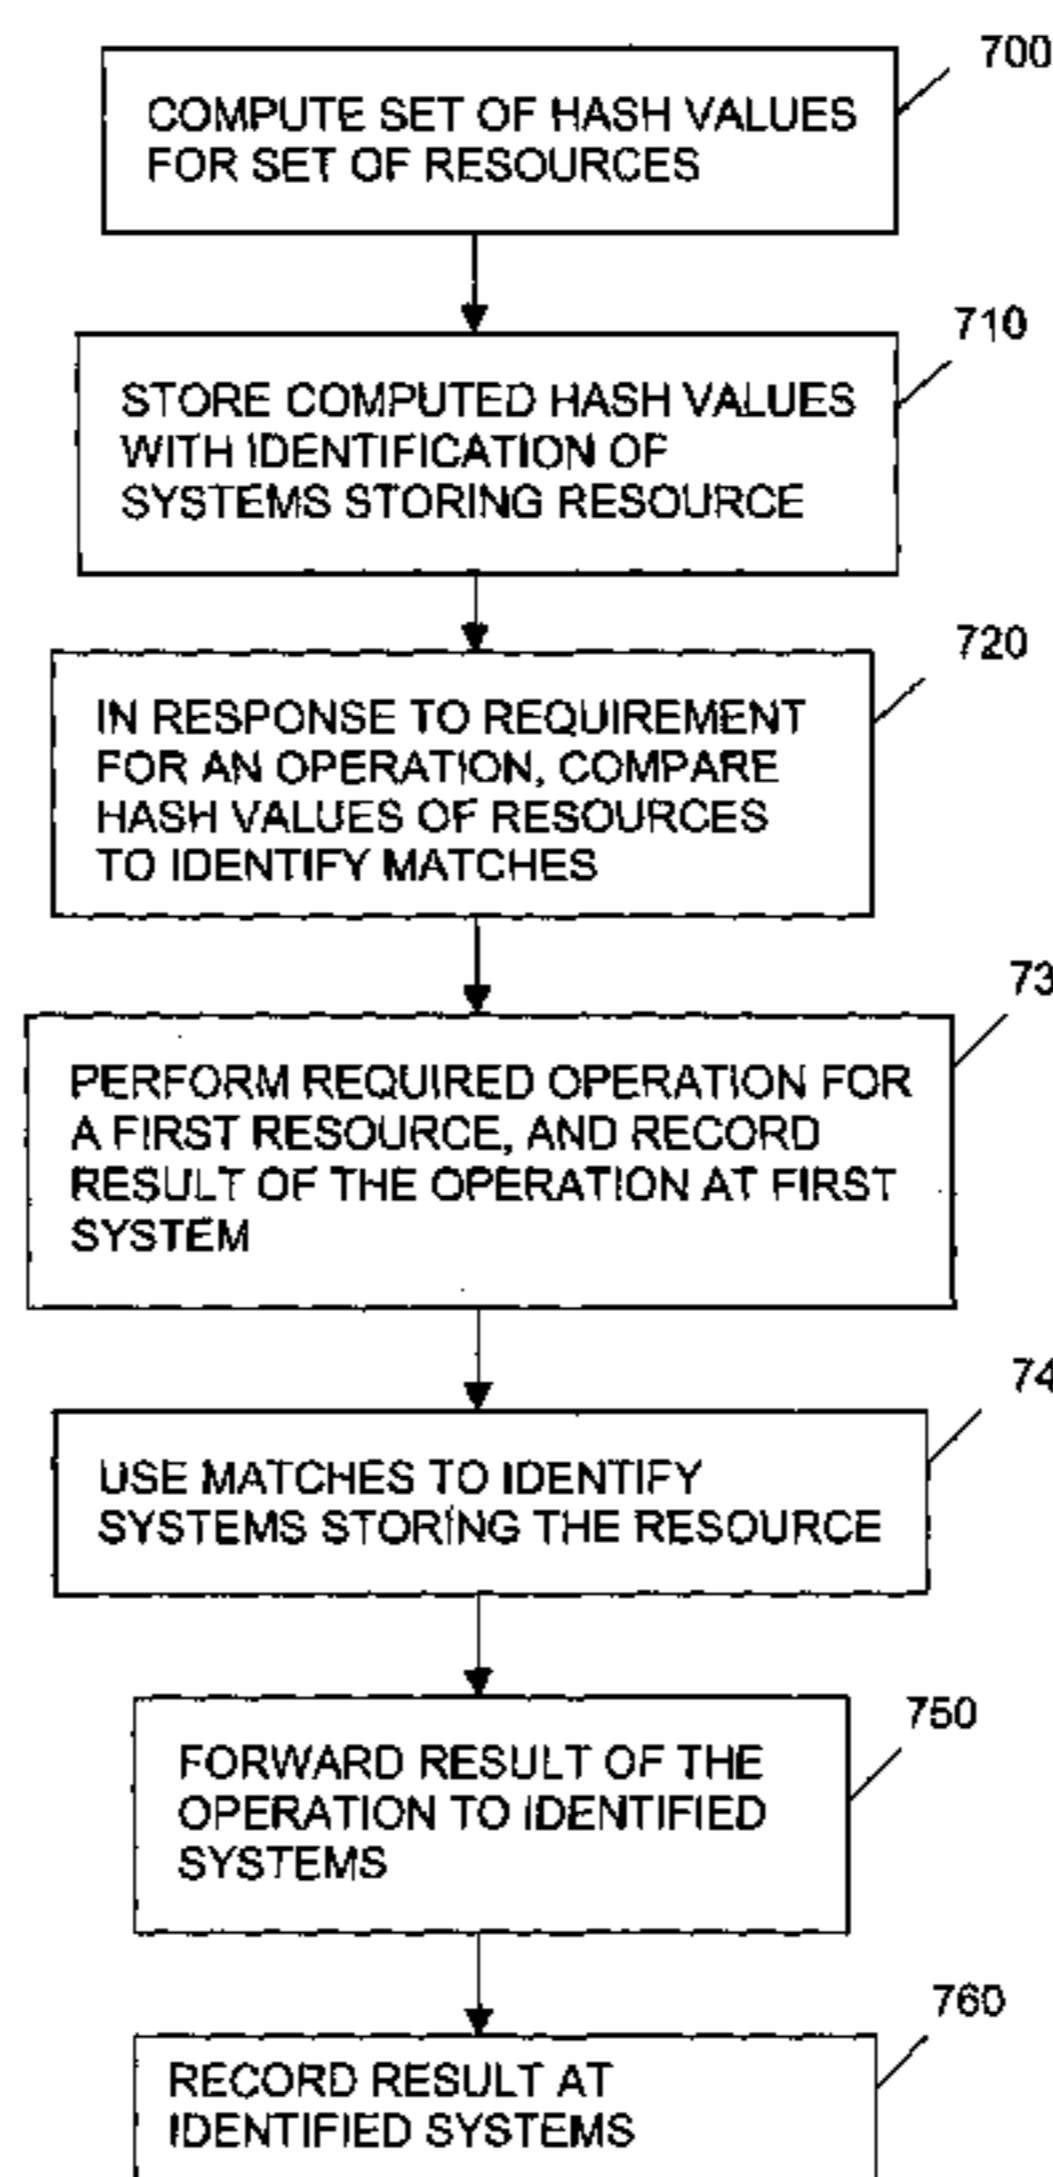 700
COMPUTE SET OF HASH VALUES
FOR SET OF RESOURCES
710
STORE COMPUTED HASH VALUES
WITH IDENTIFICATION OF
SYSTEMS STORING RESOURCE
720
IN RESPONSE TO REQUIREMENT
FOR AN OPERATION, COMPARE
HASH VALUES OF RESOURCES
TO IDENTIFY MATCHES
73
PERFORM REQUIRED OPERATION FOR
A FIRST RESOURCE, AND RECORD
RESULT OF THE OPERATION AT FIRST
SYSTEM
74
USE MATCHES TO IDENTIFY
SYSTEMS STORING THE RESOURCE
750
FORWARD RESULT OF THE
OPERATION TO IDENTIFIED
SYSTEMS
760
RECORD RESULT AT
IDENTIFIED SYSTEMS